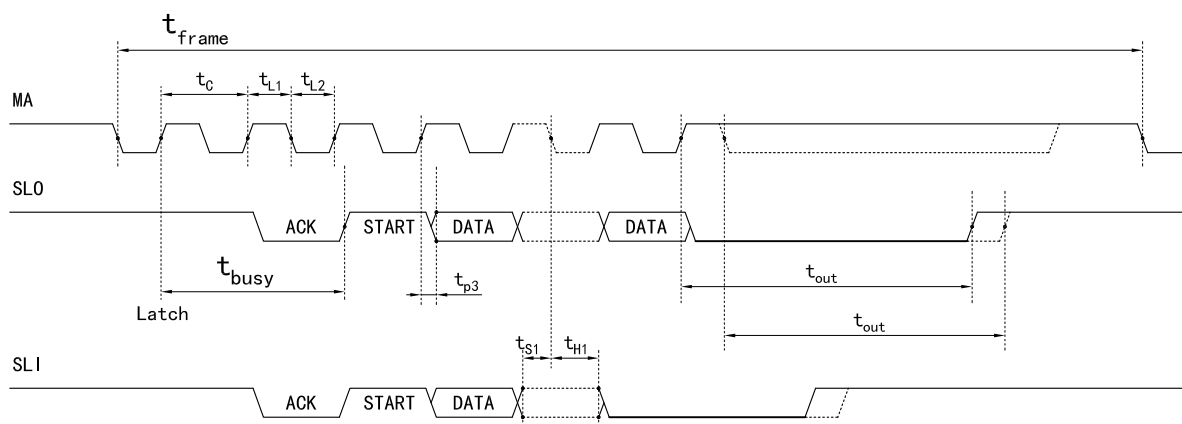 t_frame
t_C t_L1 t_L2
MA
SLO
ACK START DATA DATA
t_busy t_p3 t_out
Latch
t_out
t_S1 t_H1
SLI
ACK START DATA